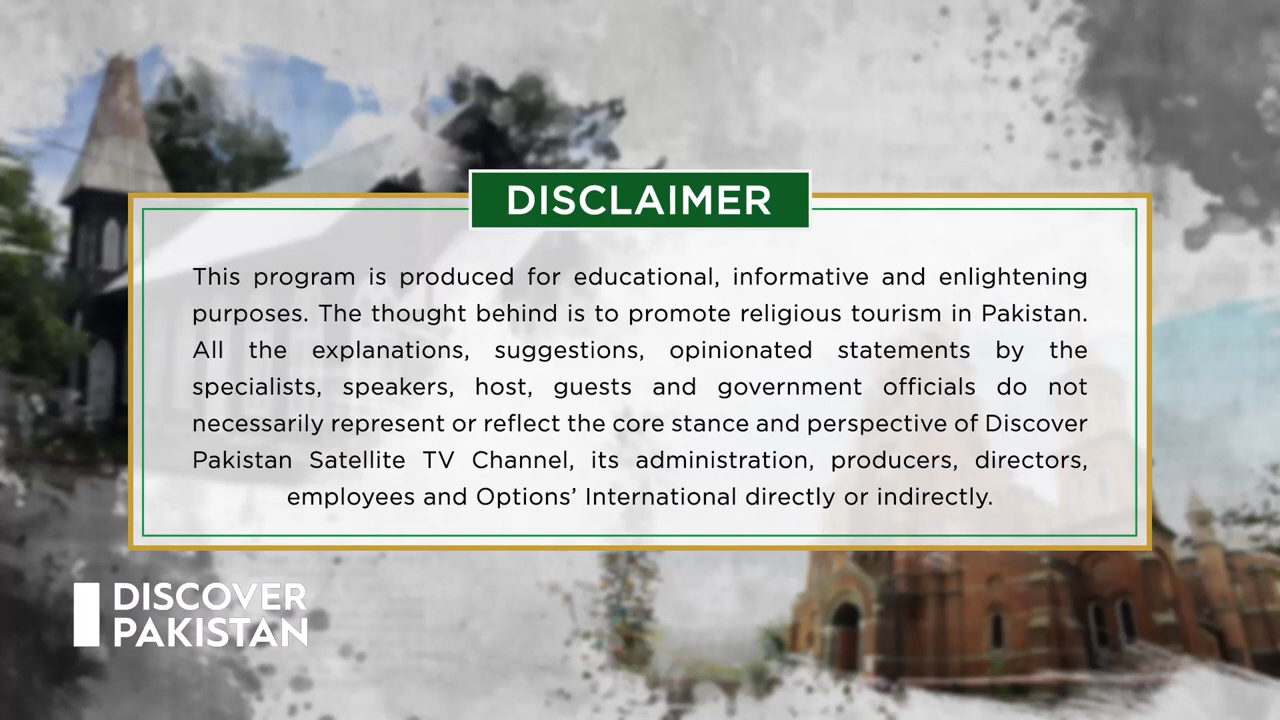 DISCLAIMER
This program is produced for educational, informative and enlightening
purposes. The thought behind is to promote religious tourism in Pakistan.
All the explanations, suggestions, opinionated statements by the
specialists, speakers, host, guests and government officials do not
necessarily represent or reflect the core stance and perspective of Discover
Pakistan Satellite TV Channel, its administration, producers, directors,
employees and Options’ International directly or indirectly.
DISCOVER
PAKISTAN